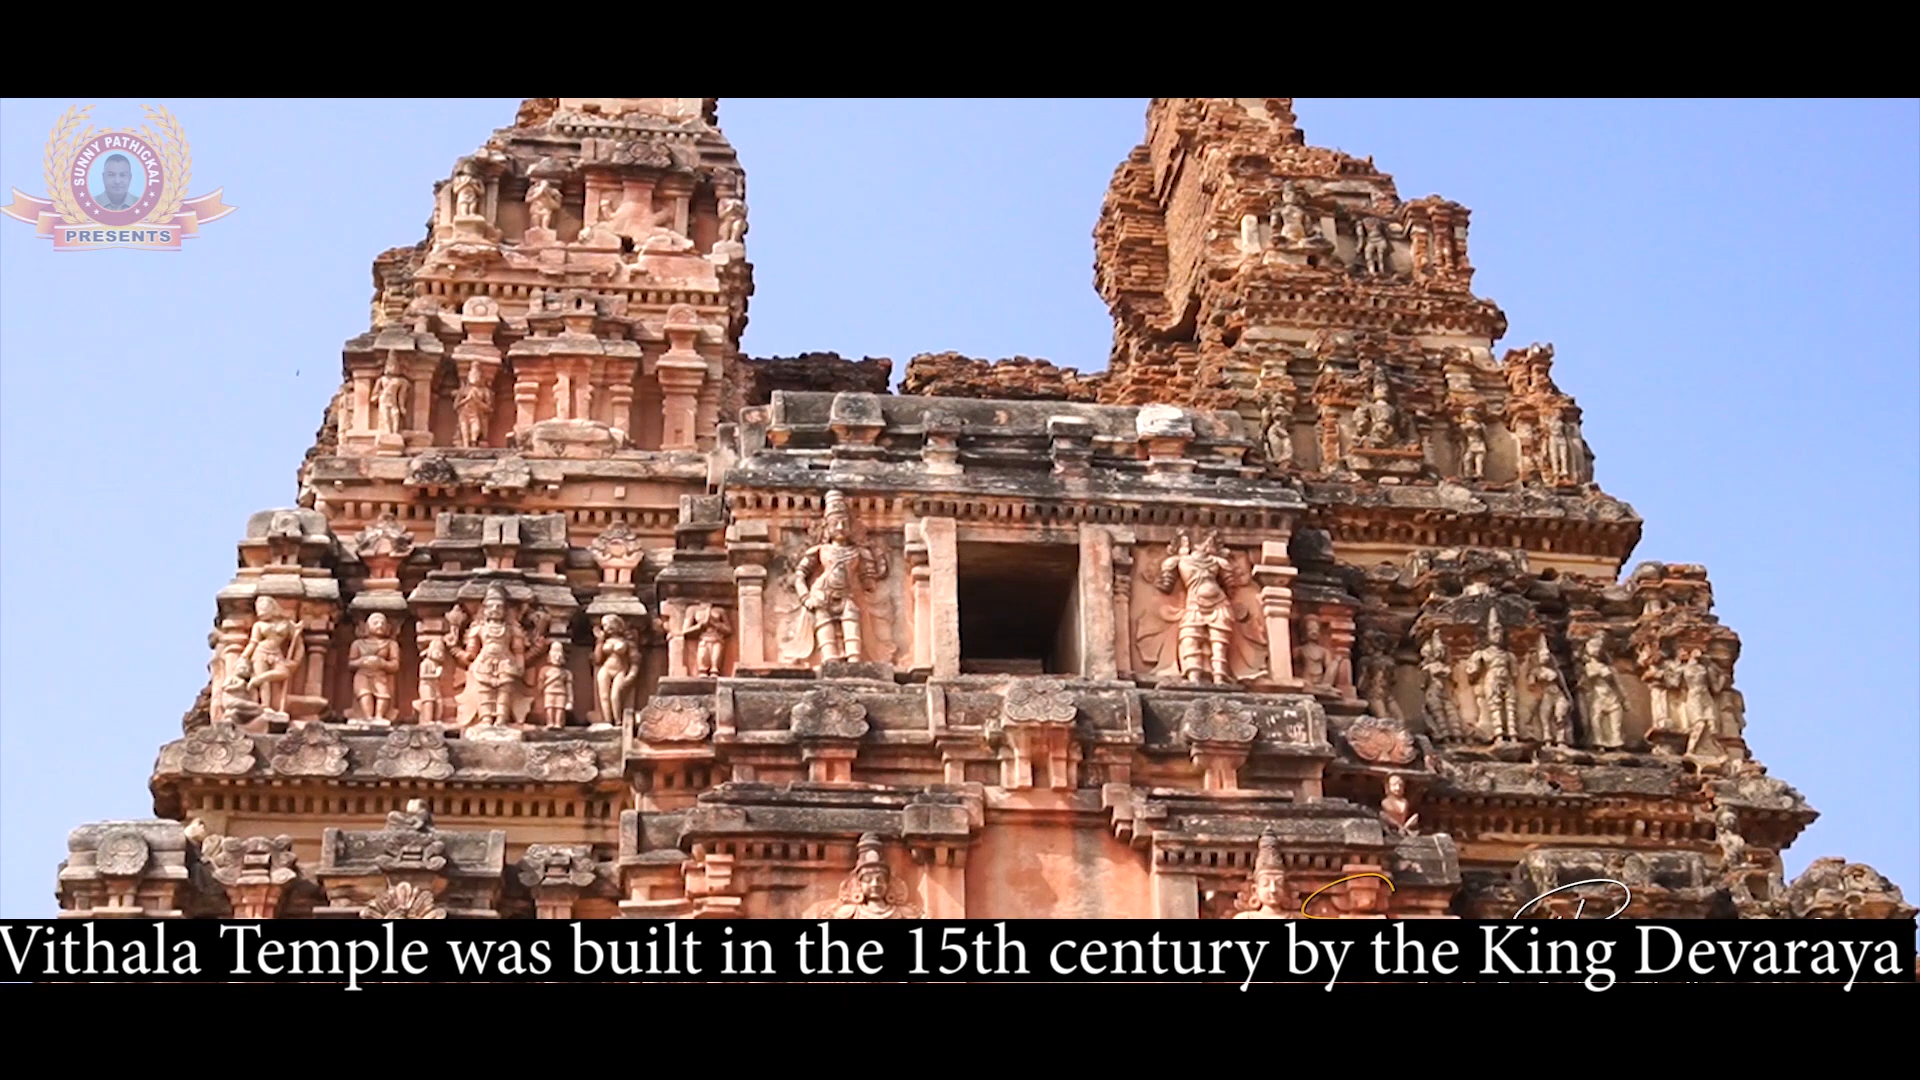 SUNNY PATHICKAL
PRESENTS
Vithala Temple was built in the 15th century by the King Devaraya